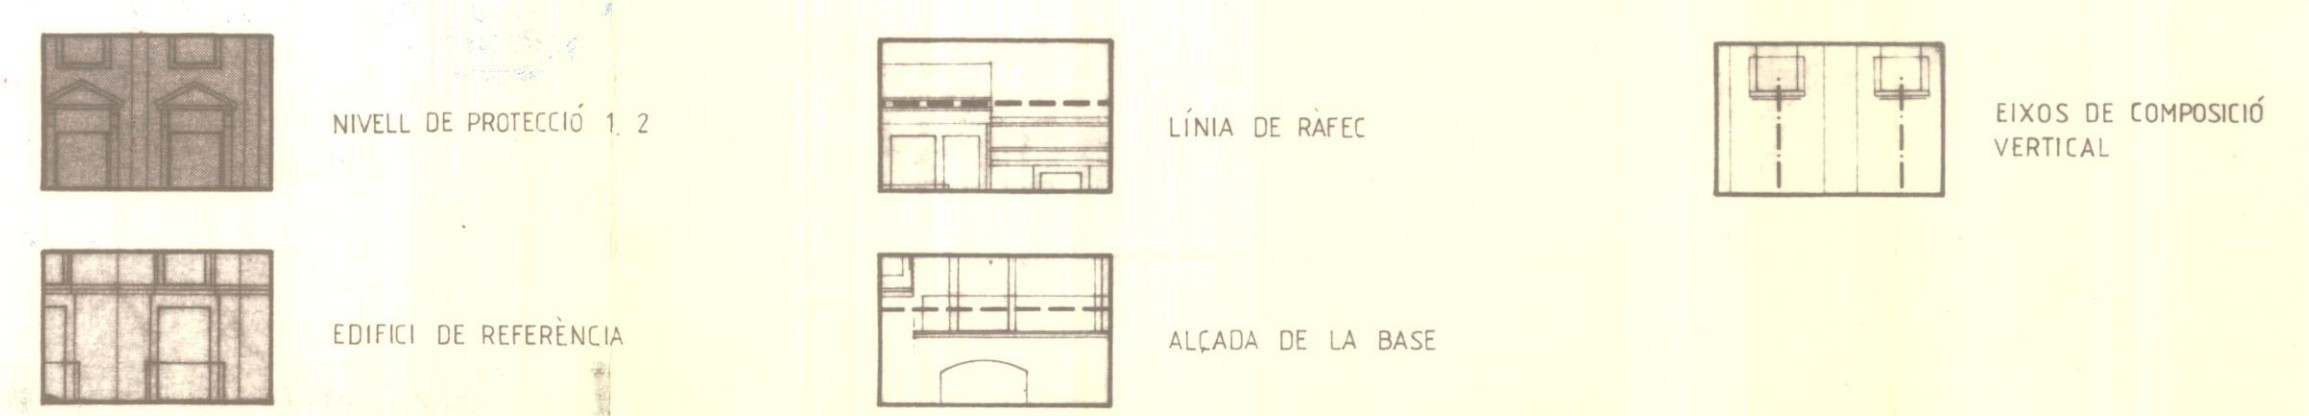 NIVELL DE PROTECCIÓ 1, 2
EDIFICI DE REFERÈNCIA
LÍNIA DE RÀFEC
ALÇADA DE LA BASE
EIXOS DE COMPOSICIÓ
VERTICAL